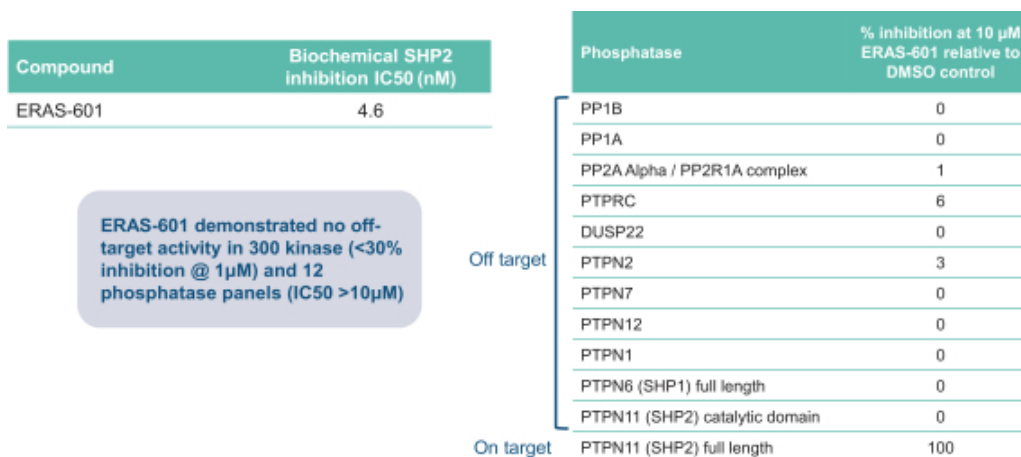 Compound
Biochemical SHP2
inhibition IC50 (nM)
ERAS-601
4.6
ERAS-601 demonstrated no off-
target activity in 300 kinase (<30%
inhibition @ 1µM) and 12
phosphatase panels (IC50 >10µM)
Phosphatase
% inhibition at 10 µM
ERAS-601 relative to
DMSO control
Off target
PP1B 0
PP1A 0
PP2A Alpha / PP2R1A complex 1
PTPRC 6
DUSP22 0
PTPN2 3
PTPN7 0
PTPN12 0
PTPN1 0
PTPN6 (SHP1) full length 0
PTPN11 (SHP2) catalytic domain 0
On target
PTPN11 (SHP2) full length 100